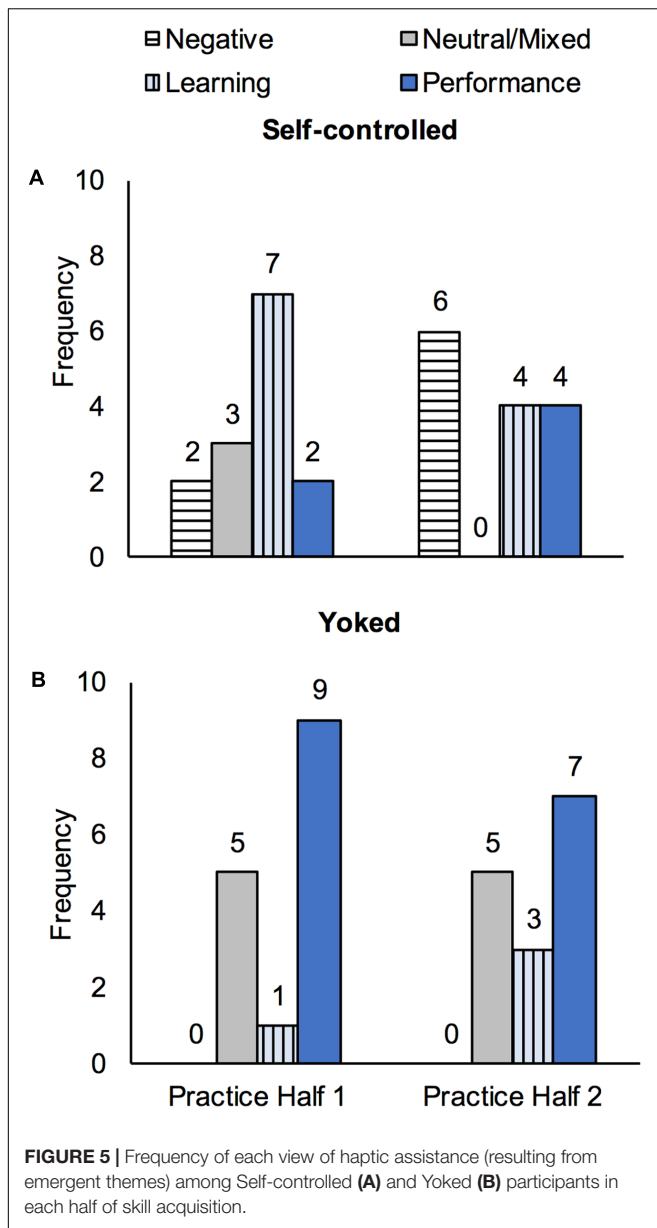 Negative Neutral/Mixed
Learning Performance
Self-controlled
A
10
8
6
4
2
0
Frequency
2 3 7 2
6 0 4 4
Yoked
B
10
8
6
4
2
0
Frequency
0 5 1 9
0 5 3 7
Practice Half 1 Practice Half 2
FIGURE 5 | Frequency of each view of haptic assistance (resulting from
emergent themes) among Self-controlled (A) and Yoked (B) participants in
each half of skill acquisition.